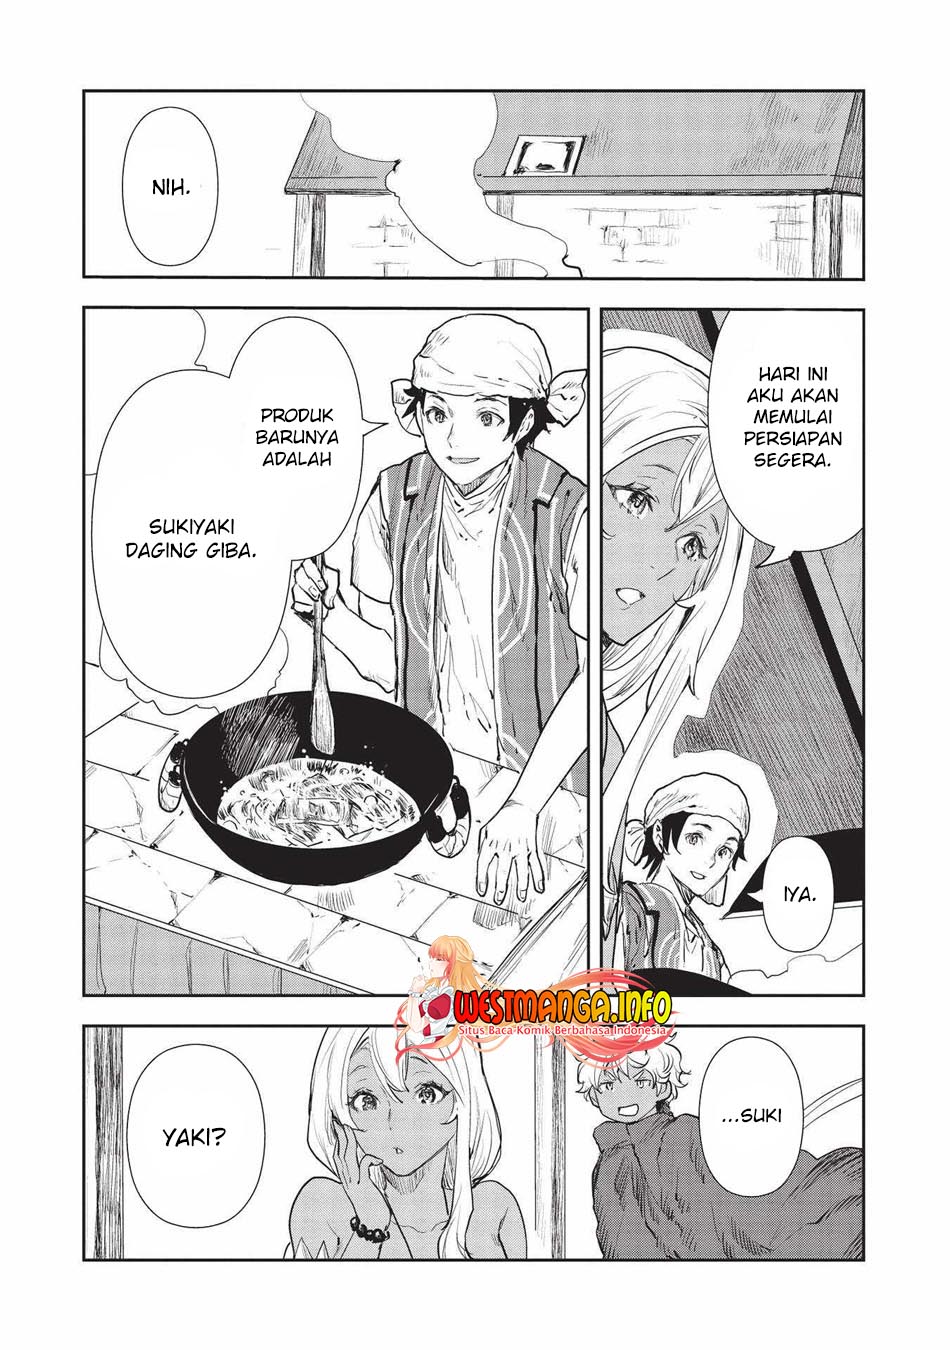 NIH.
HARI INI
AKU AKAN
MEMULAI
PERSIAPAN
SEGERA.
IYA.
PRODUK
BARUNYA
ADALAH
SUKIYAKI
DAGING GIBA.
WESTMANGA.INFO
Situs Baca Komik Berbahasa Indonesia
...SUKI
YAKI?